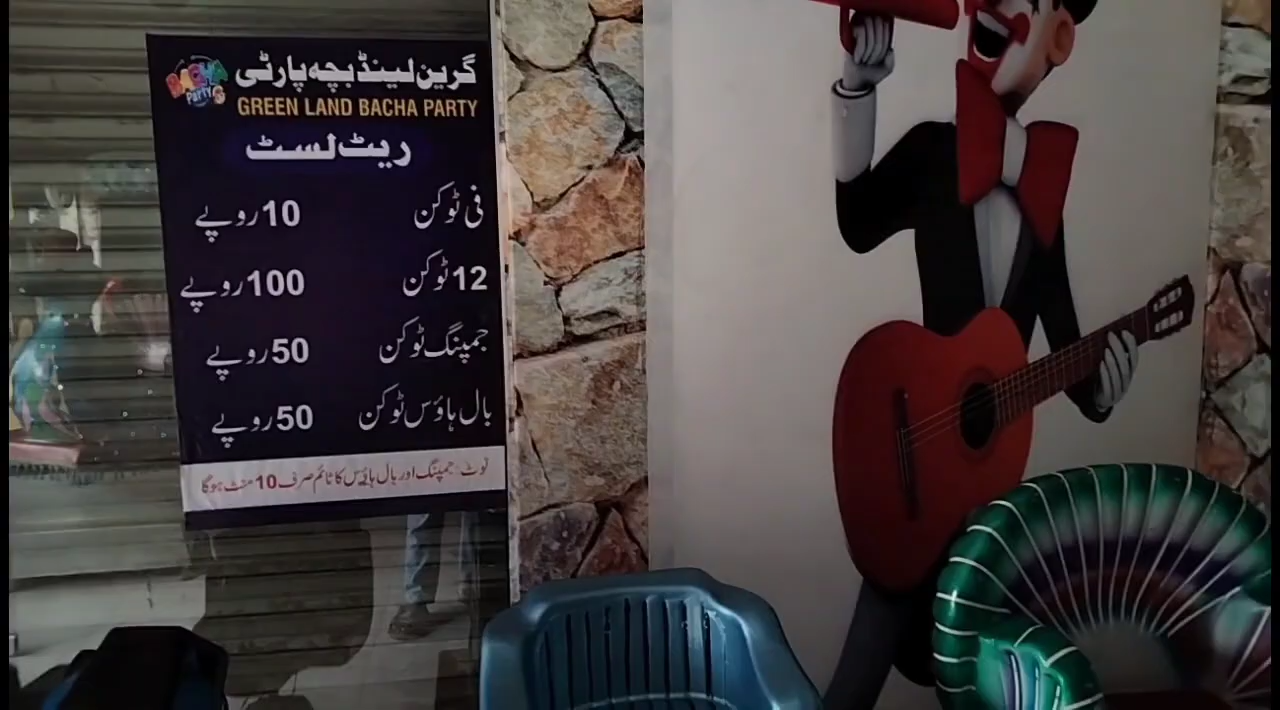 BACHA
Party
گرین لینڈ بچہ پارٹی
GREEN LAND BACHA PARTY
ریٹ لسٹ
فی ٹوکن 10 روپے
12 ٹوکن 100 روپے
جمپنگ ٹوکن 50 روپے
بال ہاؤس ٹوکن 50 روپے
نوٹ: جمپنگ اور بال ہاؤس کا ٹائم صرف 10 منٹ ہوگا